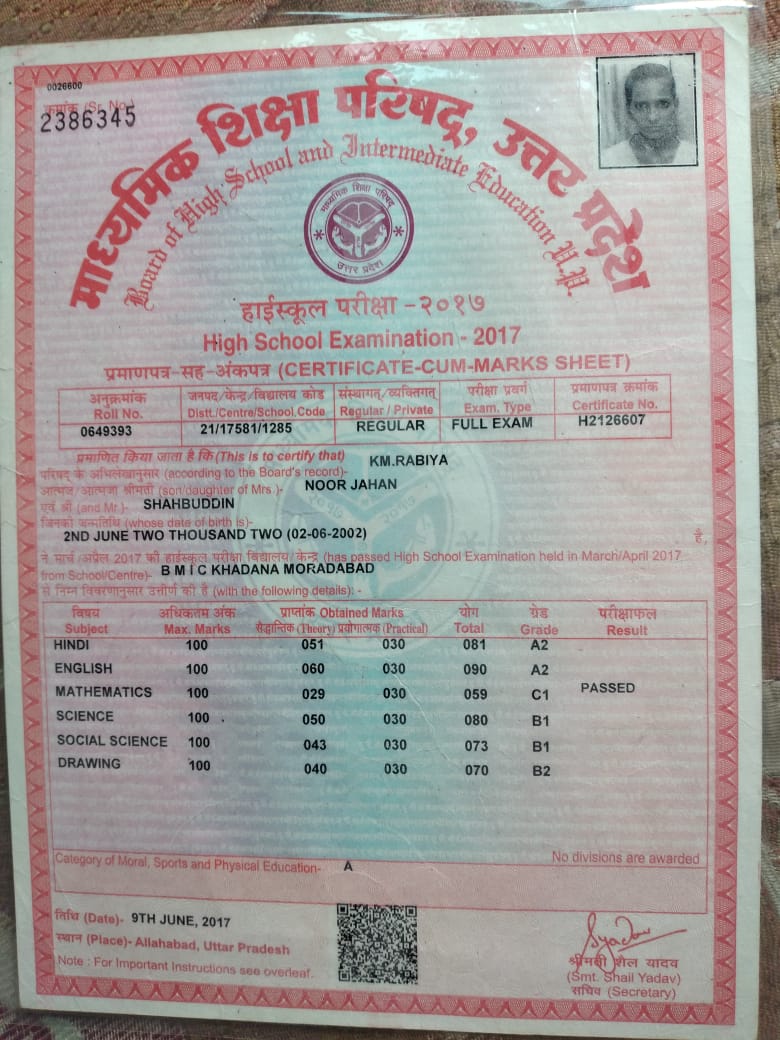 0026600
क्रमांक (Sr. No.)
2386345
माध्यमिक शिक्षा परिषद्, उत्तर प्रदेश
Board of High School and Intermediate Education U.P.
माध्यमिक शिक्षा परिषद्
उत्तर प्रदेश
हाईस्कूल परीक्षा -२०१७
High School Examination - 2017
प्रमाणपत्र-सह-अंकपत्र (CERTIFICATE-CUM-MARKS SHEET)
अनुक्रमांक जनपद/केन्द्र/विद्यालय कोड संस्थागत/व्यक्तिगत परीक्षा प्रवर्ग प्रमाणपत्र क्रमांक
Roll No. Distt./Centre/School,Code Regular / Private Exam. Type Certificate No.
0649393 21/17581/1285 REGULAR FULL EXAM H2126607
प्रमाणित किया जाता है कि (This is to certify that) KM.RABIYA
परिषद के अभिलेखानुसार (according to the Board's record)-
आत्मज/आत्मजा श्रीमती (son/daughter of Mrs.)- NOOR JAHAN
एवं श्री (and Mr.)- SHAHBUDDIN
जिनकी जन्मतिथि (whose date of birth is)-
2ND JUNE TWO THOUSAND TWO (02-06-2002) है,
ने मार्च/अप्रैल 2017 की हाईस्कूल परीक्षा विद्यालय/केन्द्र (has passed High School Examination held in March/April 2017
from School/Centre)- B M I C KHADANA MORADABAD
से निम्न विवरणानुसार उत्तीर्ण की है (with the following details): -
विषय अधिकतम अंक प्राप्तांक Obtained Marks योग ग्रेड परीक्षाफल
Subject Max. Marks सैद्धान्तिक (Theory) प्रयोगात्मक (Practical) Total Grade Result
HINDI 100 051 030 081 A2
ENGLISH 100 060 030 090 A2
MATHEMATICS 100 029 030 059 C1 PASSED
SCIENCE 100 050 030 080 B1
SOCIAL SCIENCE 100 043 030 073 B1
DRAWING 100 040 030 070 B2
Category of Moral, Sports and Physical Education- A No divisions are awarded
तिथि (Date)- 9TH JUNE, 2017
स्थान (Place)- Allahabad, Uttar Pradesh
Note : For Important Instructions see overleaf.
Syadav
श्रीमती शैल यादव
(Smt. Shail Yadav)
सचिव (Secretary)